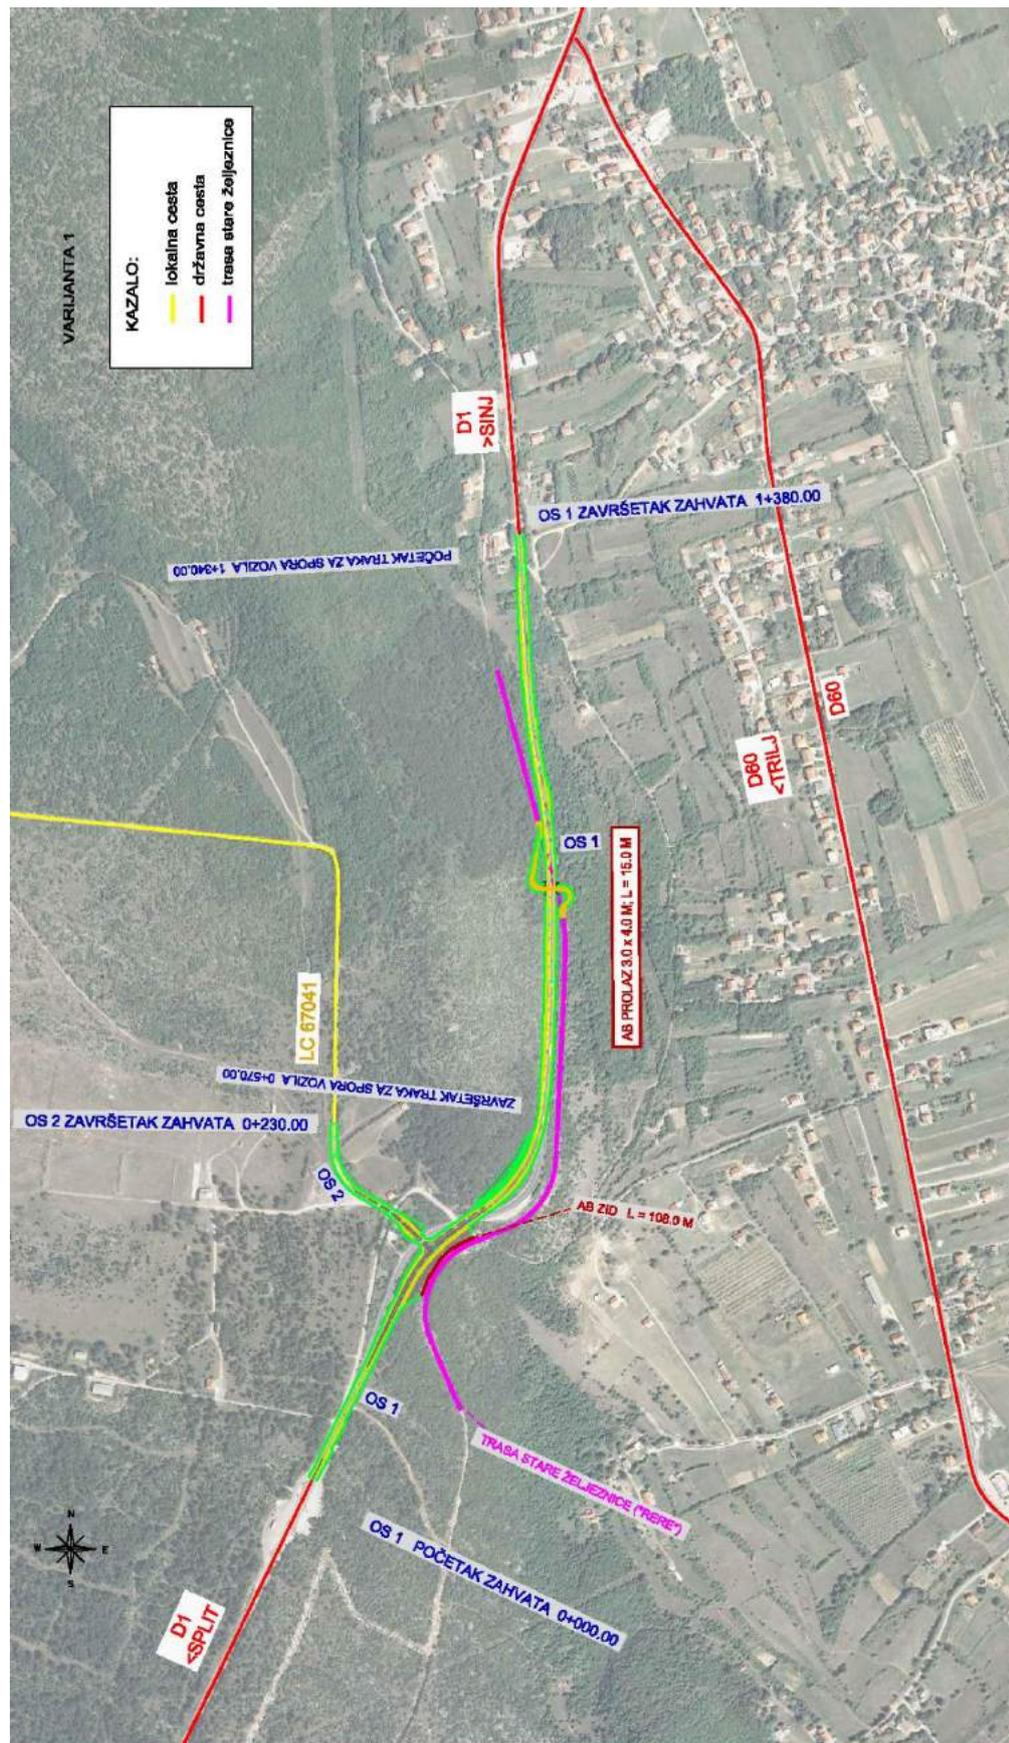 VARIJANTA 1
KAZALO:
lokalna cesta
državna cesta
trasa stare željeznice
D1
>SINJ
OS 1 ZAVRŠETAK ZAHVATA 1+380.00
POČETAK TRAKA ZA SPORA VOZILA 1+340.00
D60
D60
<TRILJ
OS 1
AB PROLAZ 3.0 x 4.0 M; L = 15.0 M
LC 67041
ZAVRŠETAK TRAKA ZA SPORA VOZILA 0+570.00
OS 2 ZAVRŠETAK ZAHVATA 0+230.00
OS 2
AB ZID L = 108.0 M
OS 1
TRASA STARE ŽELJEZNICE ("RERE")
OS 1 POČETAK ZAHVATA 0+000.00
N
W
E
S
D1
<SPLIT